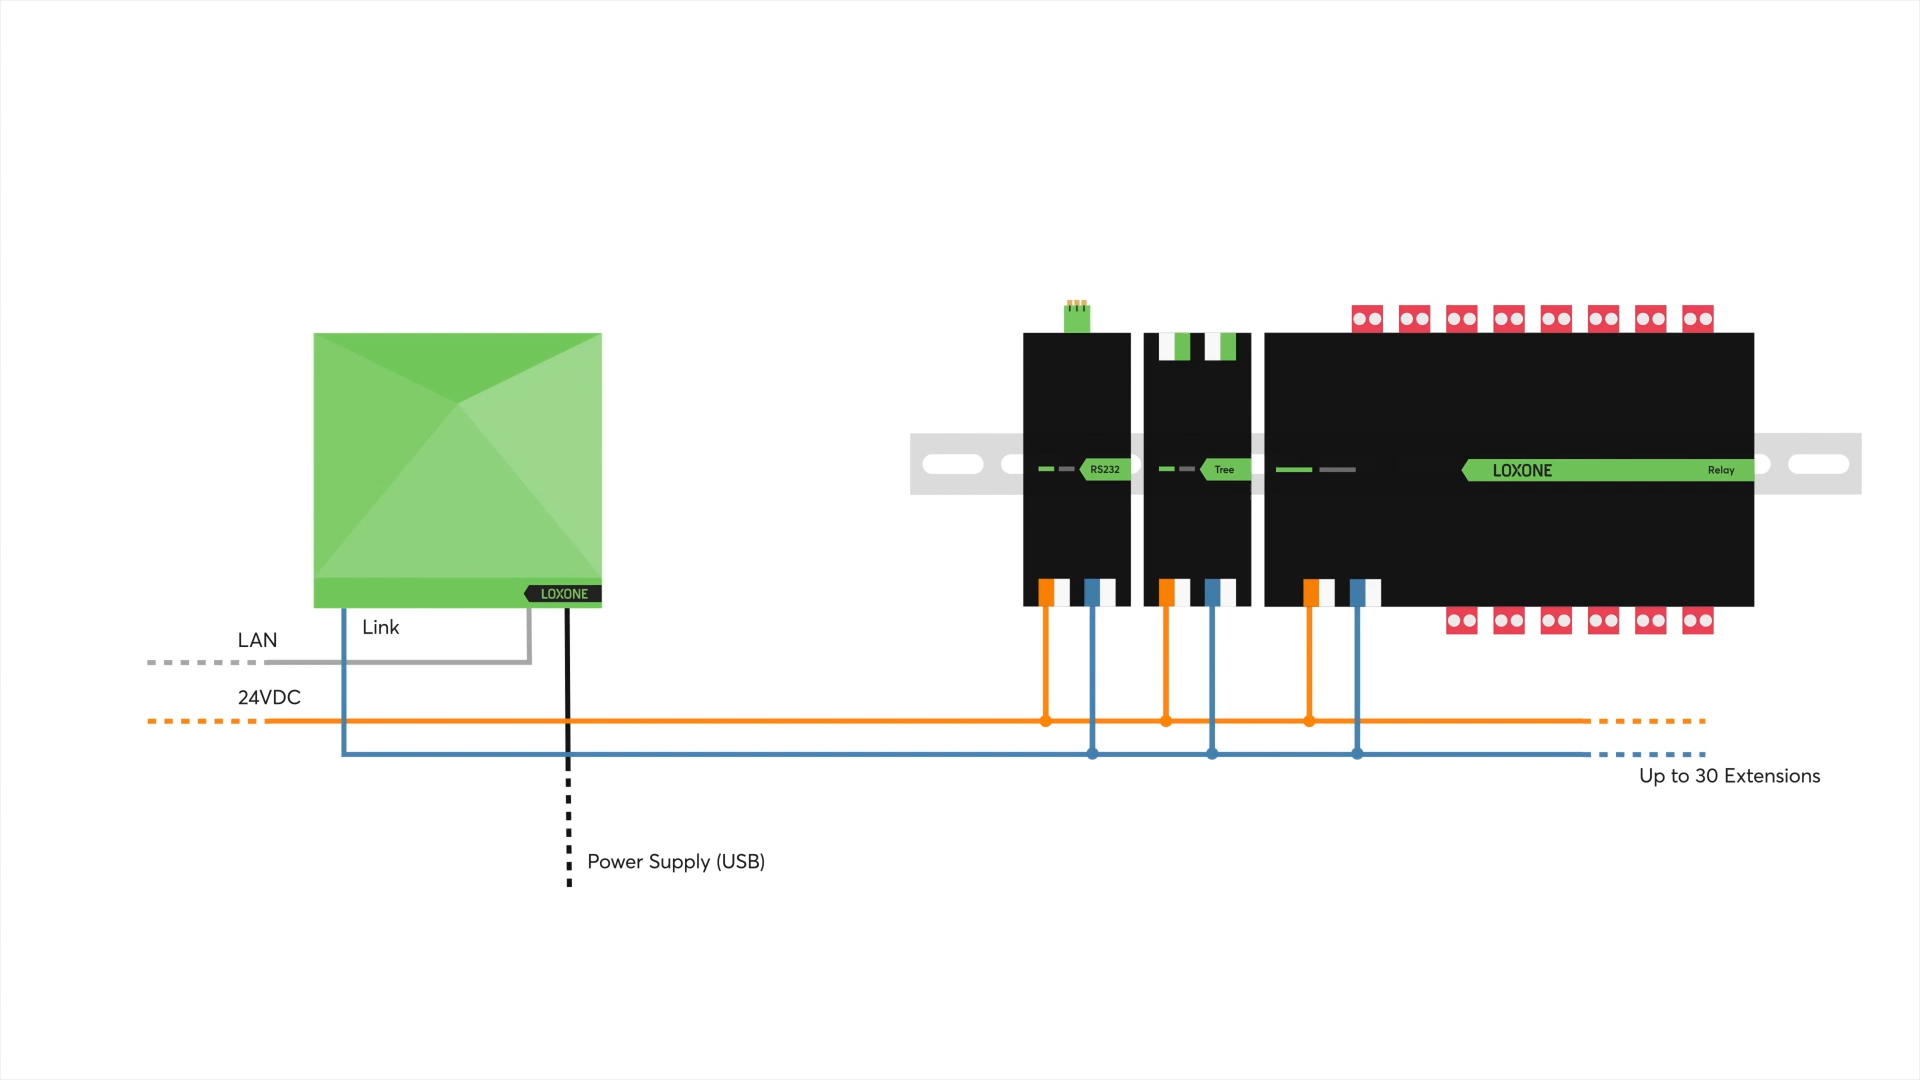 RS232
Tree
LOXONE
Relay
LOXONE
Link
LAN
24VDC
Up to 30 Extensions
Power Supply (USB)